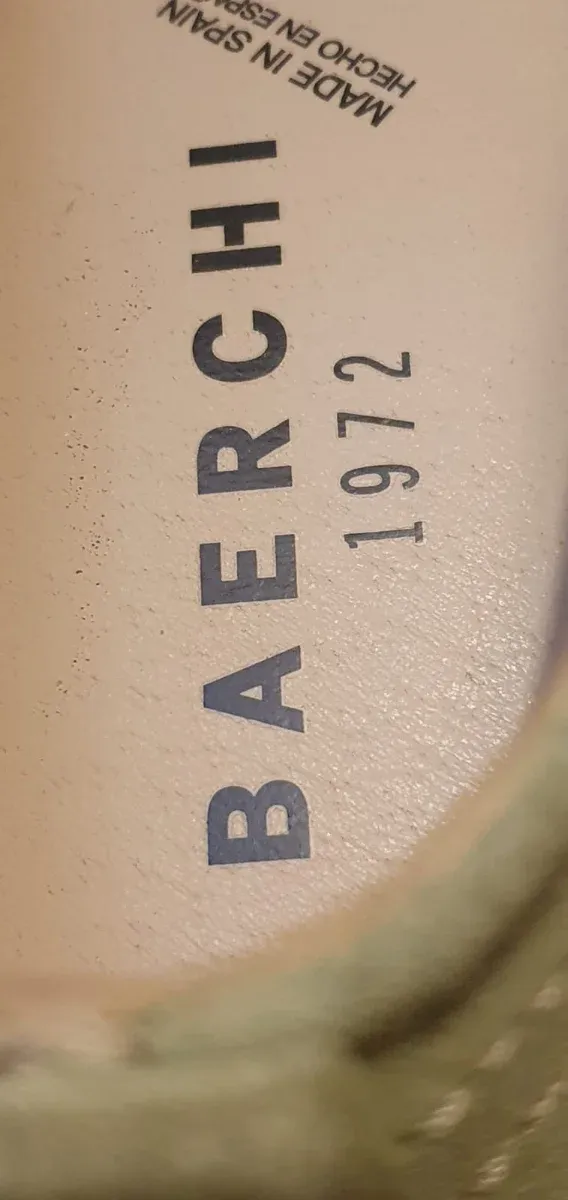 BAERCHI
1972
MADE IN SPAIN
HECHO EN